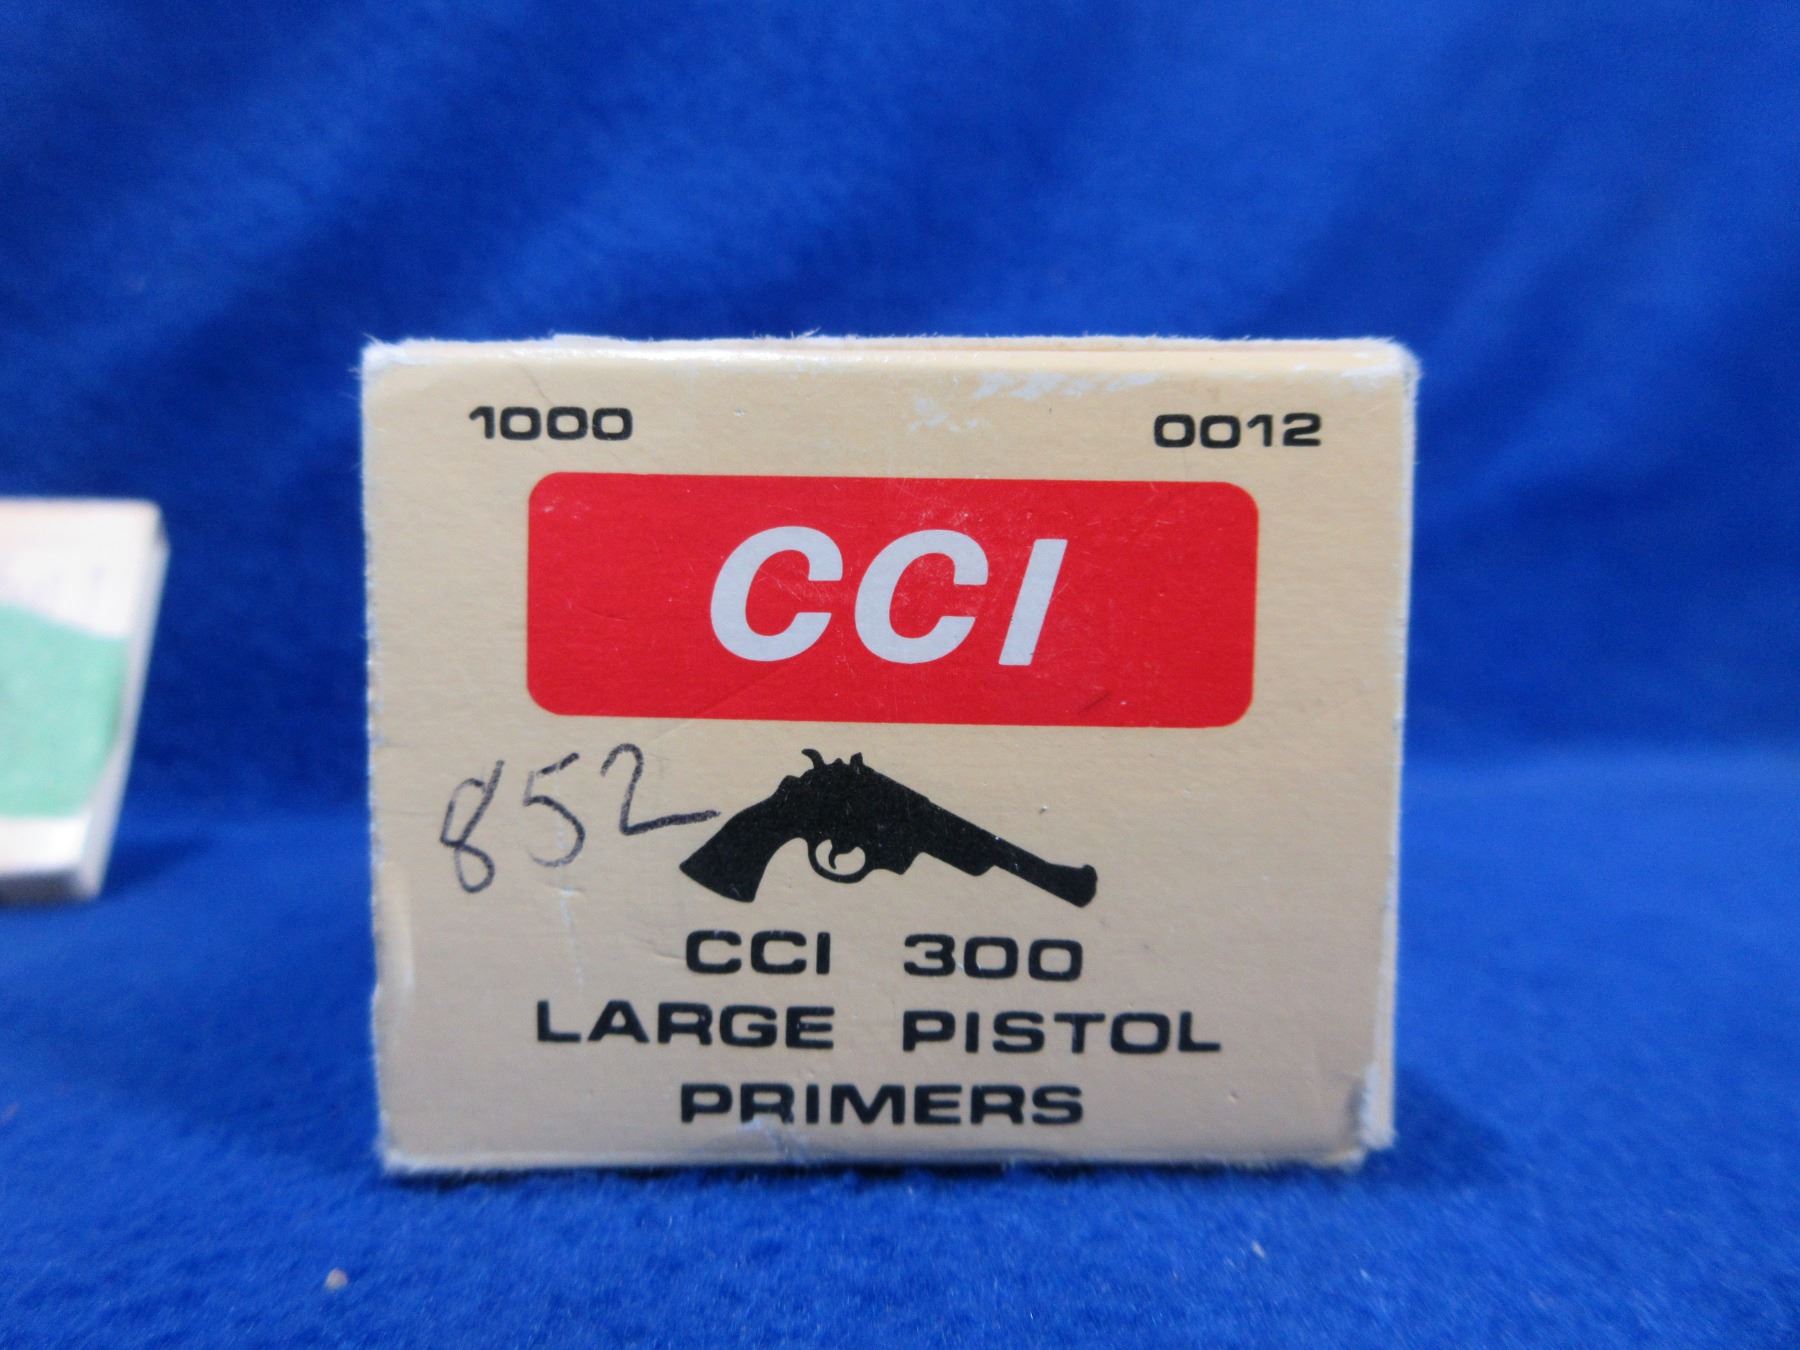 1000 0012
CCI
852
CCI 300
LARGE PISTOL
PRIMERS